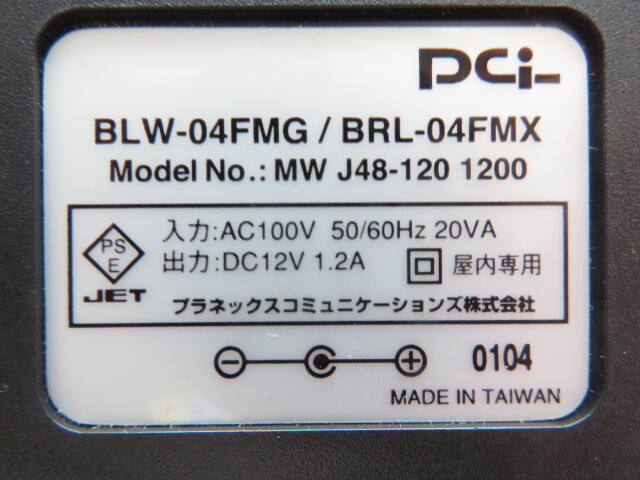 PCi
BLW-04FMG / BRL-04FMX
Model No.: MW J48-120 1200
PS
E
JET
入力:AC100V 50/60Hz 20VA
出力:DC12V 1.2A 屋内専用
プラネックスコミュニケーションズ株式会社
0104
MADE IN TAIWAN